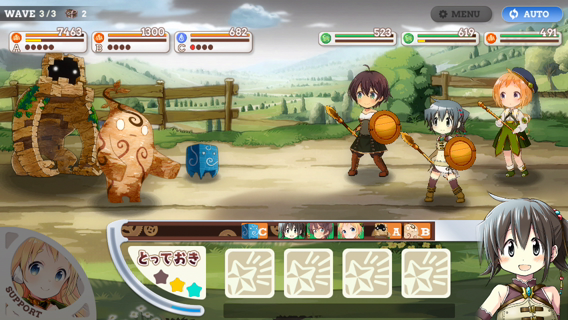 WAVE 3/3 2
MENU
AUTO
7463
1300
682
523
619
491
A
B
C
C
A
B
とっておき
SUPPORT